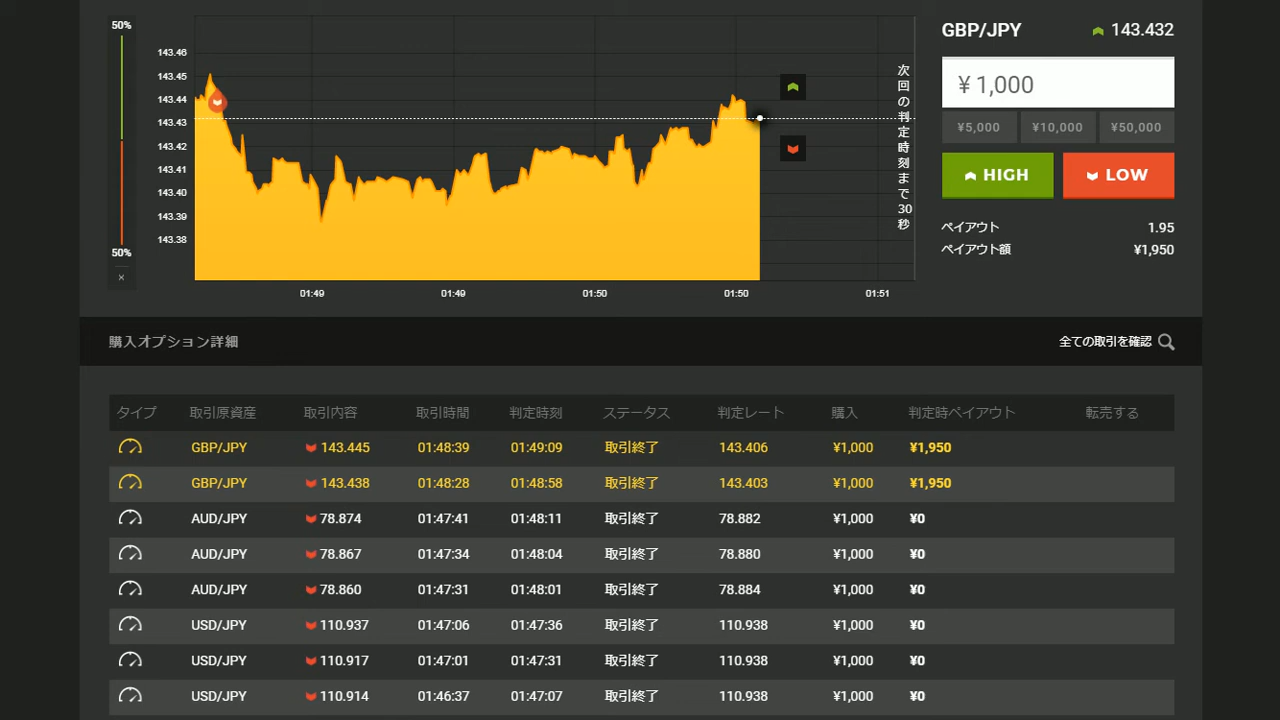 50%
50%
×
143.46
143.45
143.44
143.43
143.42
143.41
143.40
143.39
143.38
01:49
01:49
01:50
01:50
01:51
次回の判定時刻まで30秒
GBP/JPY
143.432
¥ 1,000
¥5,000
¥10,000
¥50,000
HIGH
LOW
ペイアウト 1.95
ペイアウト額 ¥1,950
購入オプション詳細
全ての取引を確認
タイプ 取引原資産 取引内容 取引時間 判定時刻 ステータス 判定レート 購入 判定時ペイアウト 転売する
GBP/JPY 143.445 01:48:39 01:49:09 取引終了 143.406 ¥1,000 ¥1,950
GBP/JPY 143.438 01:48:28 01:48:58 取引終了 143.403 ¥1,000 ¥1,950
AUD/JPY 78.874 01:47:41 01:48:11 取引終了 78.882 ¥1,000 ¥0
AUD/JPY 78.867 01:47:34 01:48:04 取引終了 78.880 ¥1,000 ¥0
AUD/JPY 78.860 01:47:31 01:48:01 取引終了 78.884 ¥1,000 ¥0
USD/JPY 110.937 01:47:06 01:47:36 取引終了 110.938 ¥1,000 ¥0
USD/JPY 110.917 01:47:01 01:47:31 取引終了 110.938 ¥1,000 ¥0
USD/JPY 110.914 01:46:37 01:47:07 取引終了 110.938 ¥1,000 ¥0